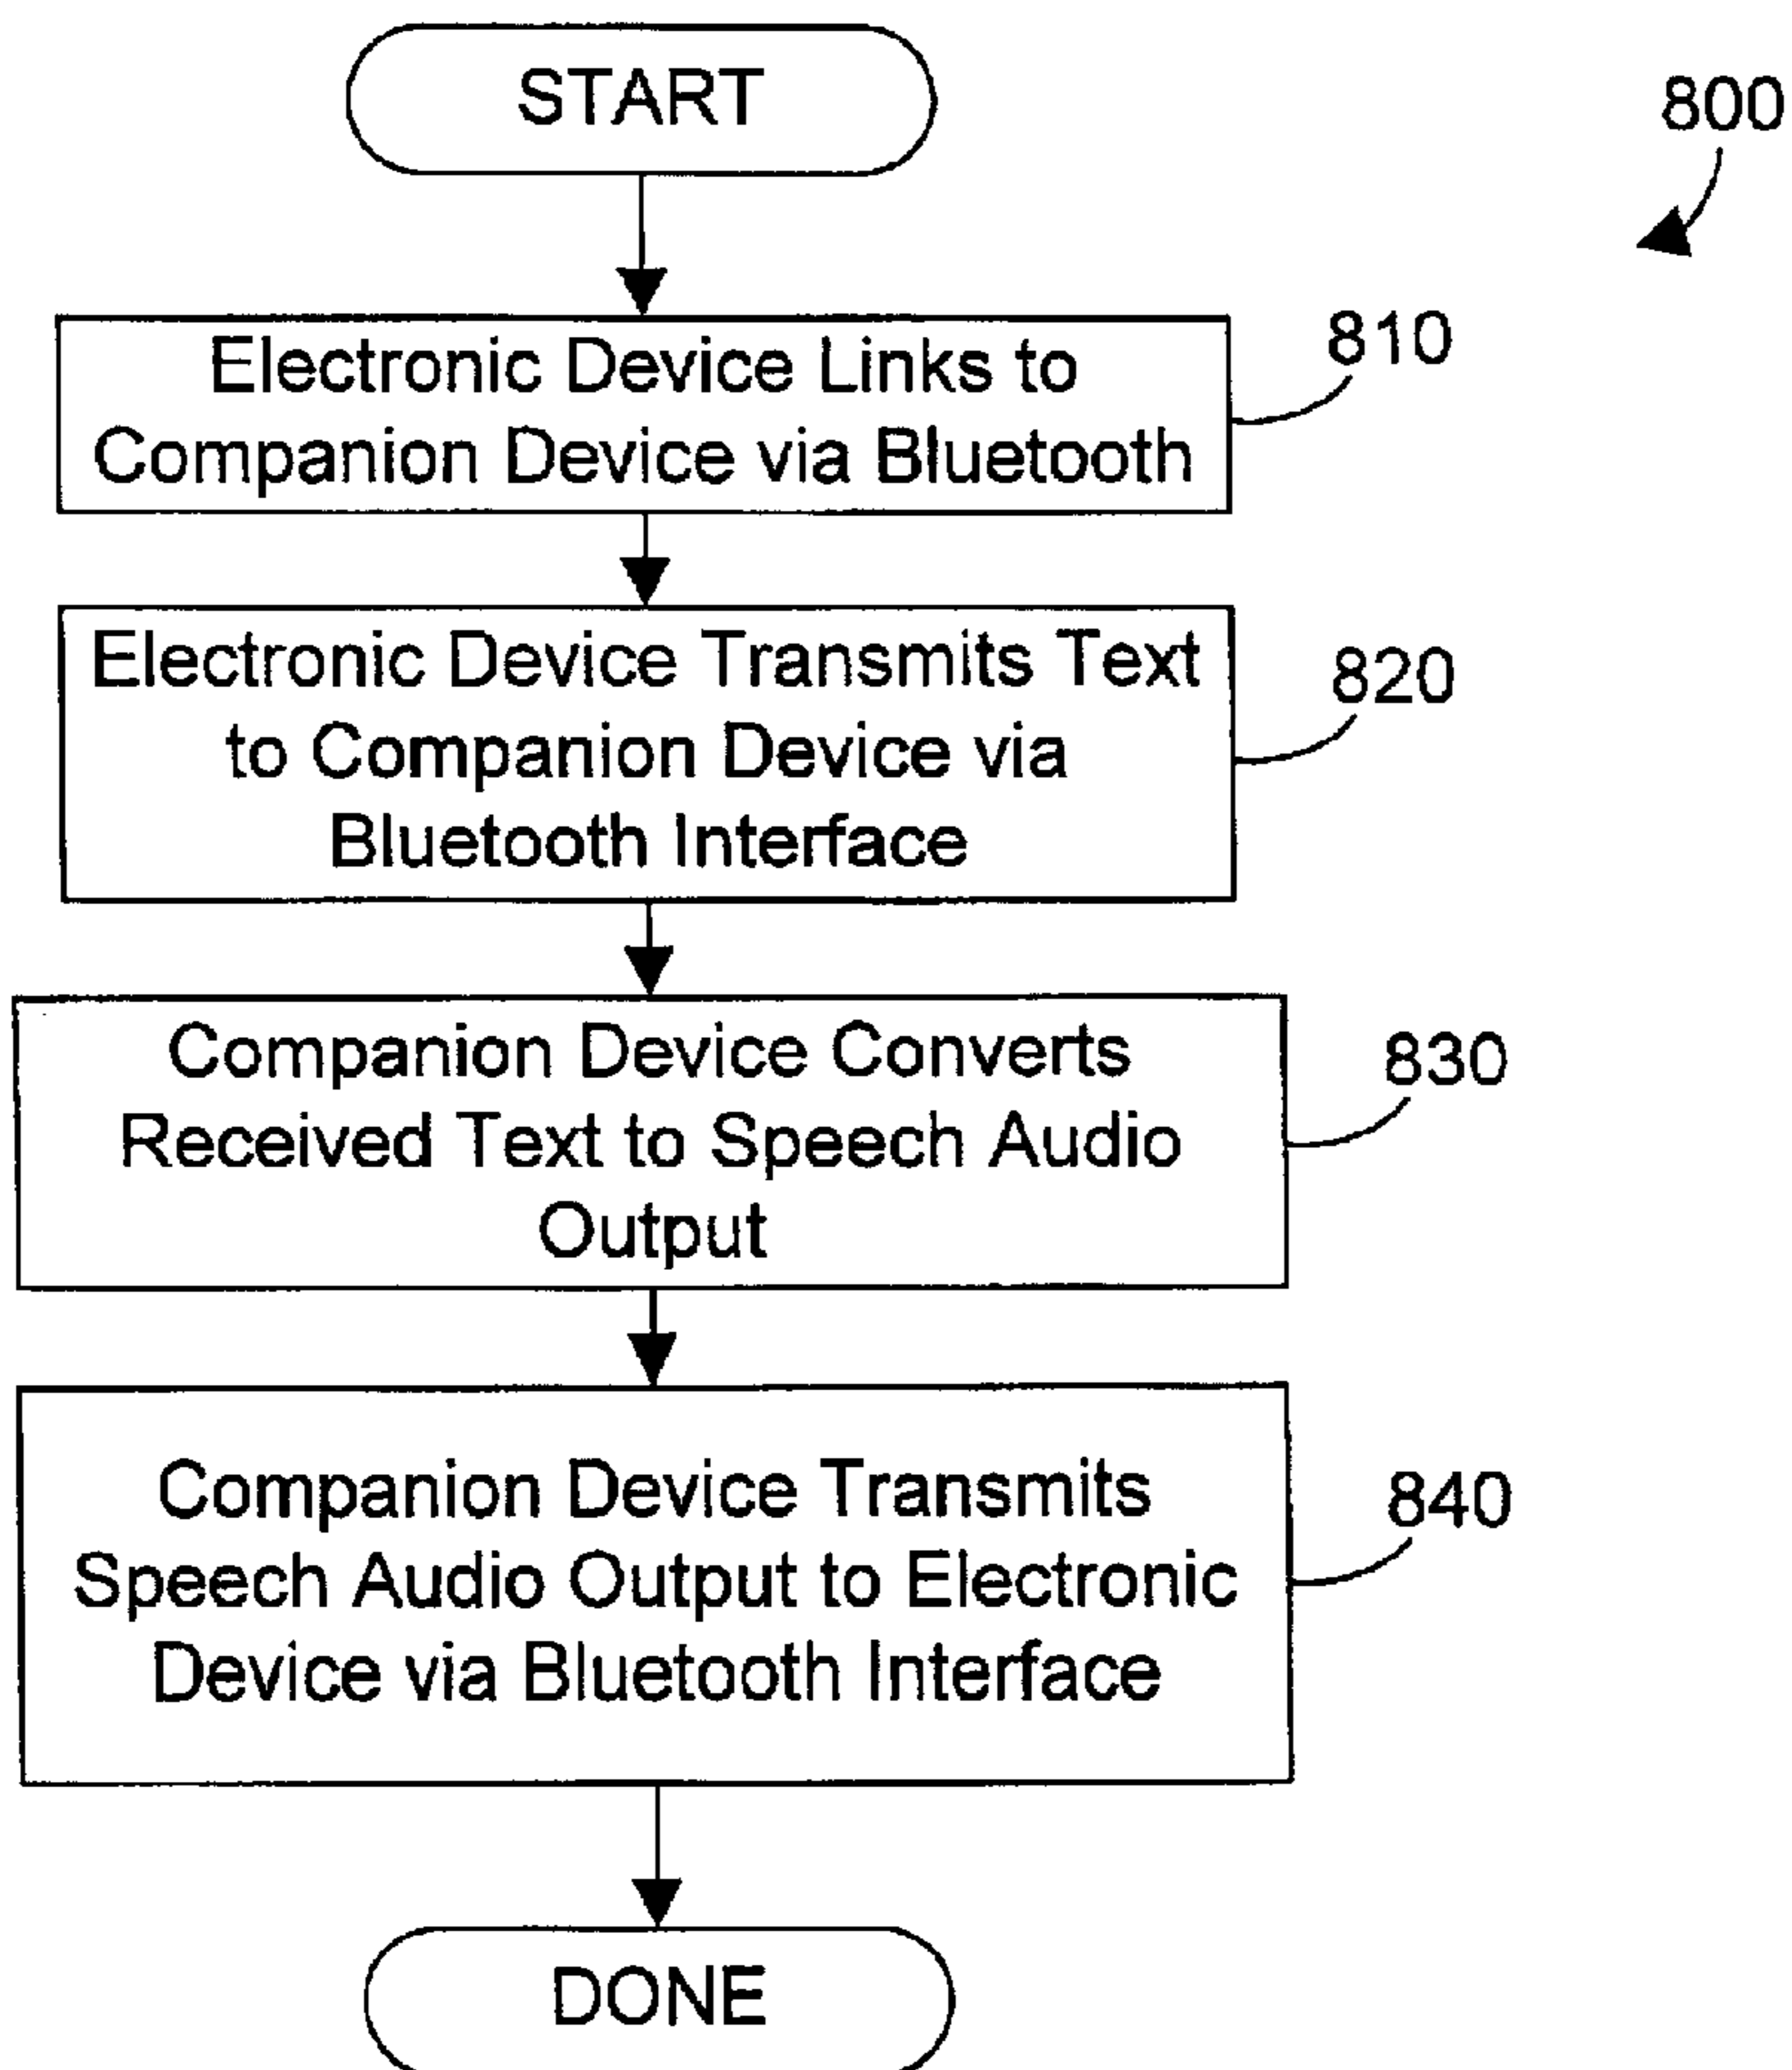 START
800
Electronic Device Links to
Companion Device via Bluetooth
810
Electronic Device Transmits Text
to Companion Device via
Bluetooth Interface
820
Companion Device Converts
Received Text to Speech Audio
Output
830
Companion Device Transmits
Speech Audio Output to Electronic
Device via Bluetooth Interface
840
DONE